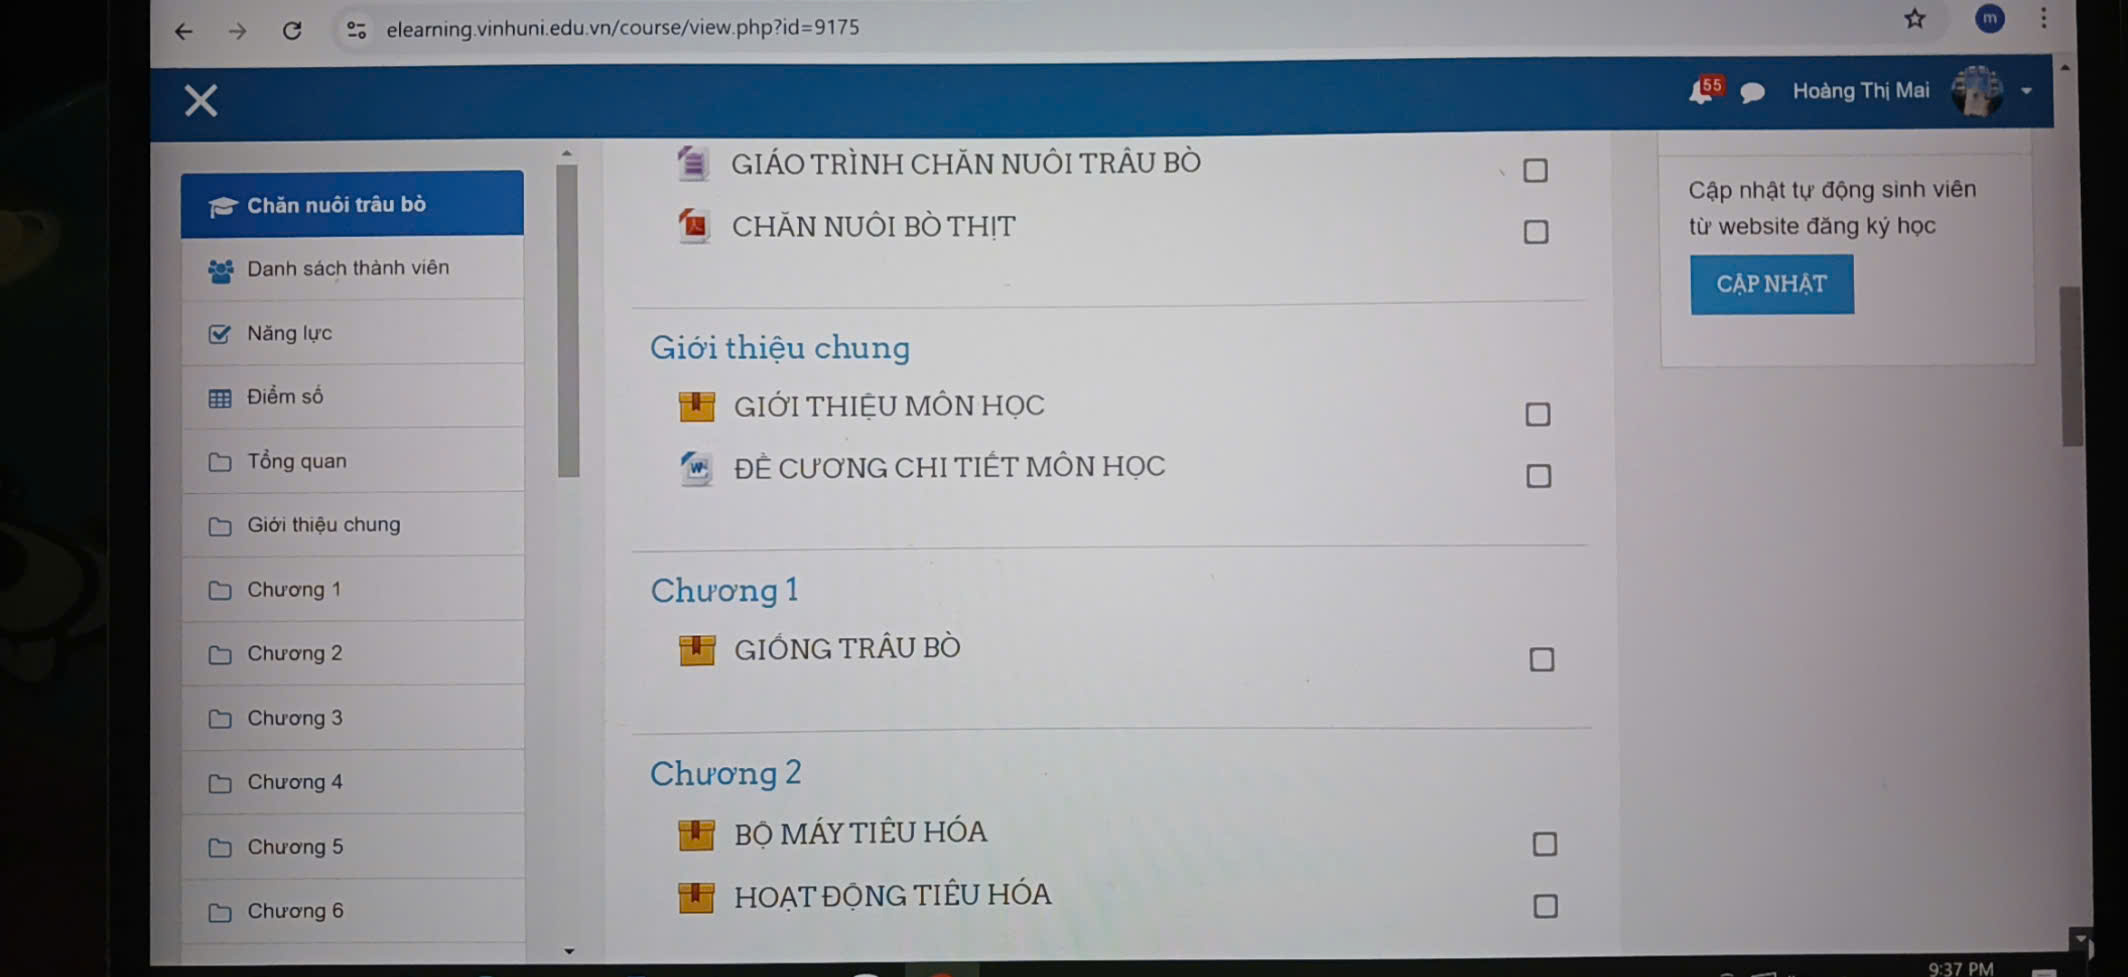 elearning.vinhuni.edu.vn/course/view.php?id=9175
m
55
Hoàng Thị Mai
Chăn nuôi trâu bò
Danh sách thành viên
Năng lực
Điểm số
Tổng quan
Giới thiệu chung
Chương 1
Chương 2
Chương 3
Chương 4
Chương 5
Chương 6
GIÁO TRÌNH CHĂN NUÔI TRÂU BÒ
CHĂN NUÔI BÒ THỊT
Giới thiệu chung
GIỚI THIỆU MÔN HỌC
ĐỀ CƯƠNG CHI TIẾT MÔN HỌC
Chương 1
GIỐNG TRÂU BÒ
Chương 2
BỘ MÁY TIÊU HÓA
HOẠT ĐỘNG TIÊU HÓA
Cập nhật tự động sinh viên
từ website đăng ký học
CẬP NHẬT
9:37 PM